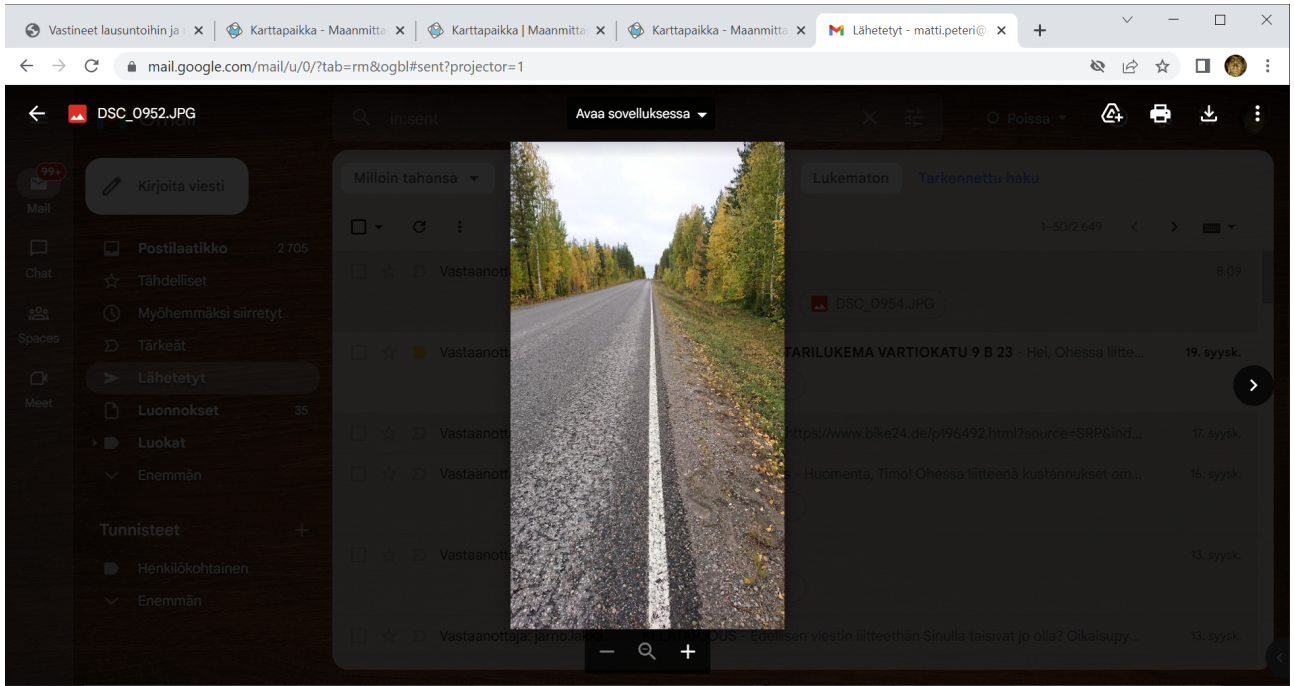 Vastineet lausuntoihin ja
Karttapaikka - Maanmitta
Karttapaikka | Maanmitta
Karttapaikka - Maanmitta
Lähetetyt - matti.peteri@
mail.google.com/mail/u/0/?tab=rm&ogbl#sent?projector=1
DSC_0952.JPG
in:sent
Avaa sovelluksessa
Poissa
99+
Mail
Kirjoita viesti
Milloin tahansa
Lukematon
Tarkennettu haku
1–50/2 649
Chat
Postilaatikko 2 705
Tähdelliset
Vastaanott
8.09
Spaces
Myöhemmäksi siirretyt
DSC_0954.JPG
Tärkeät
Vastaanott
TARILUKEMA VARTIOKATU 9 B 23 - Hei, Ohessa liitte...
19. syysk.
Meet
Lähetetyt
Luonnokset 35
Luokat
Vastaanott
https://www.bike24.de/p196492.html?source=SRP&ind...
17. syysk.
Enemmän
Vastaanott
s - Huomenta, Timo! Ohessa liitteenä kustannukset om...
16. syysk.
Tunnisteet
Vastaanott
13. syysk.
Henkilökohtainen
Enemmän
Vastaanottaja: jarno.la
OUS - Edellisen viestin liitteethän Sinulla taisivat jo olla? Oikaisupy...
13. syysk.